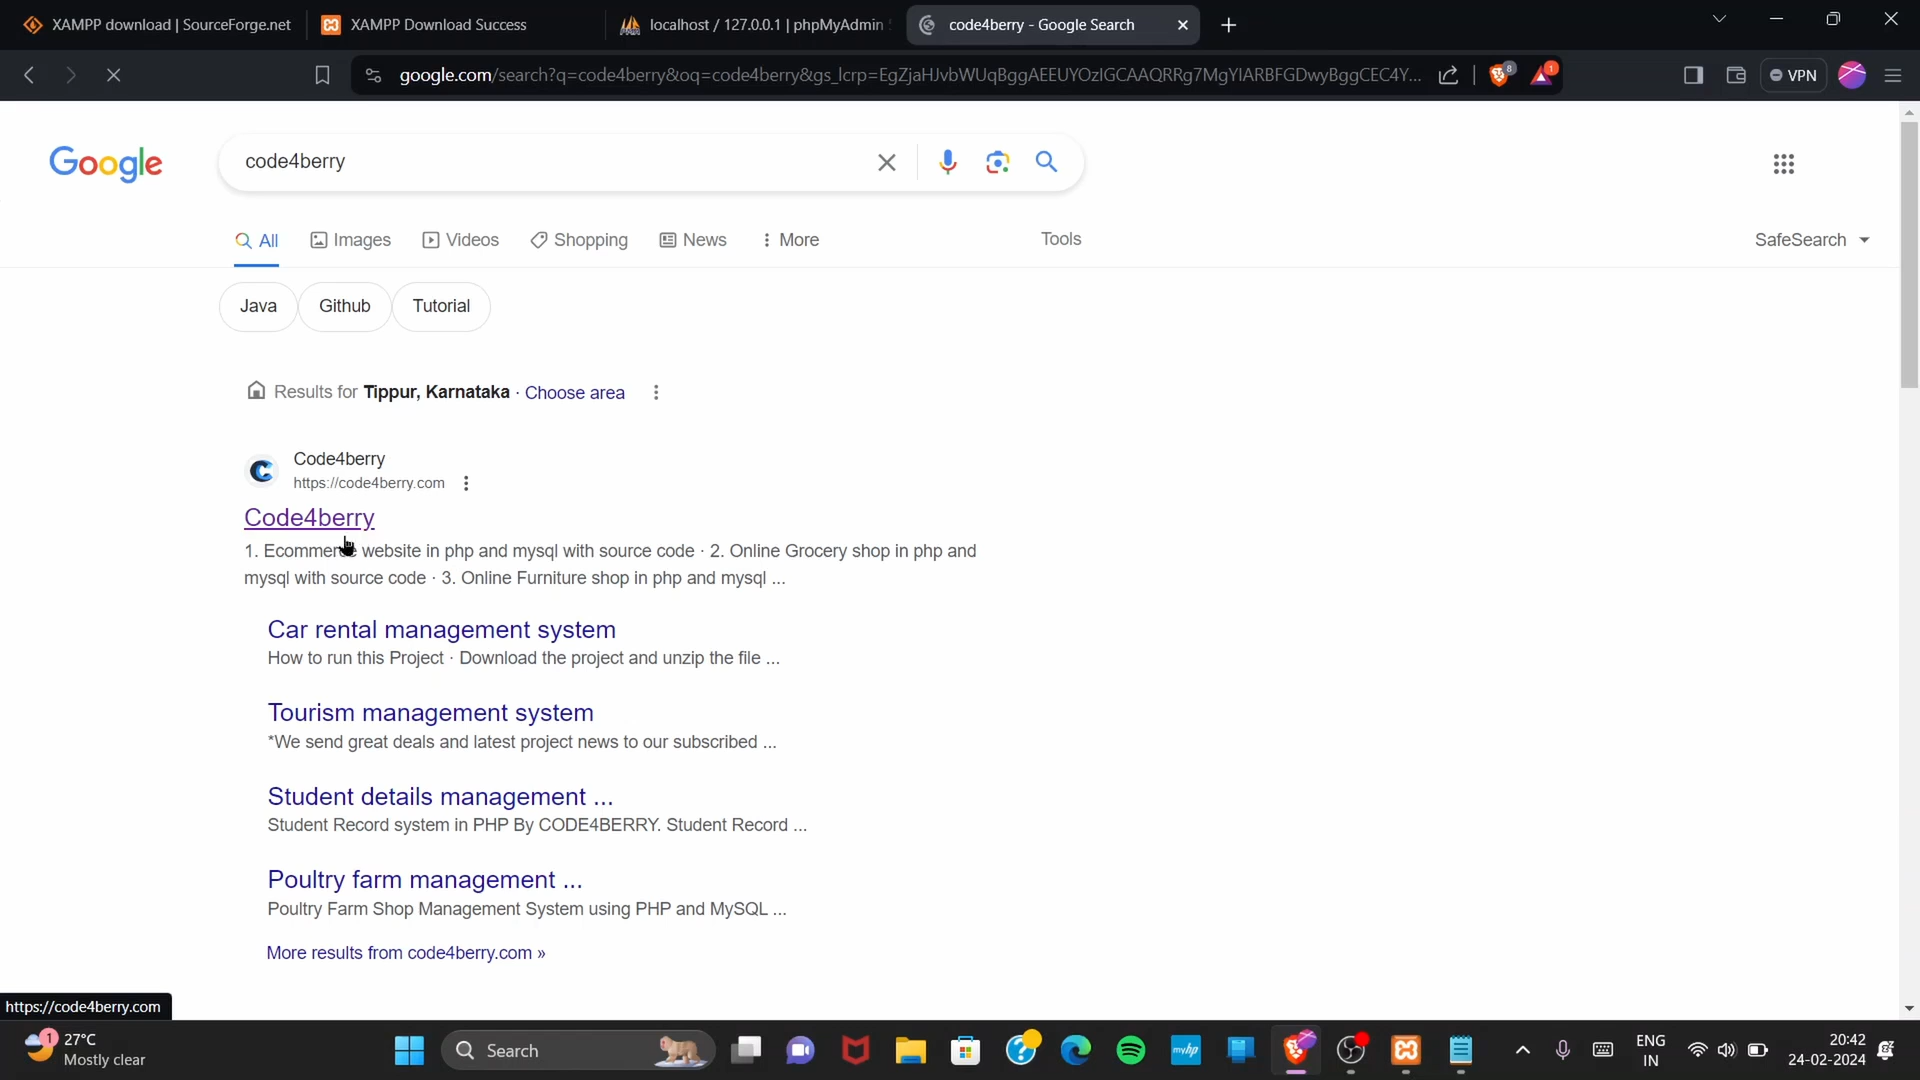 XAMPP download | SourceForge.net
XAMPP Download Success
localhost / 127.0.0.1 | phpMyAdmin
code4berry - Google Search
google.com/search?q=code4berry&oq=code4berry&gs_lcrp=EgZjaHJvbWUqBggAEEUYOzIGCAAQRRg7MgYIARBFGDwyBggCEC4Y...
8
1
VPN
Google
code4berry
All
Images
Videos
Shopping
News
More
Tools
SafeSearch
Java
Github
Tutorial
Results for Tippur, Karnataka · Choose area
Code4berry
https://code4berry.com
Code4berry
1. Ecommerce website in php and mysql with source code · 2. Online Grocery shop in php and
mysql with source code · 3. Online Furniture shop in php and mysql ...
Car rental management system
How to run this Project · Download the project and unzip the file ...
Tourism management system
*We send great deals and latest project news to our subscribed ...
Student details management ...
Student Record system in PHP By CODE4BERRY. Student Record ...
Poultry farm management ...
Poultry Farm Shop Management System using PHP and MySQL ...
More results from code4berry.com »
https://code4berry.com
1
27°C
Mostly clear
Search
myhp
ENG
IN
20:42
24-02-2024